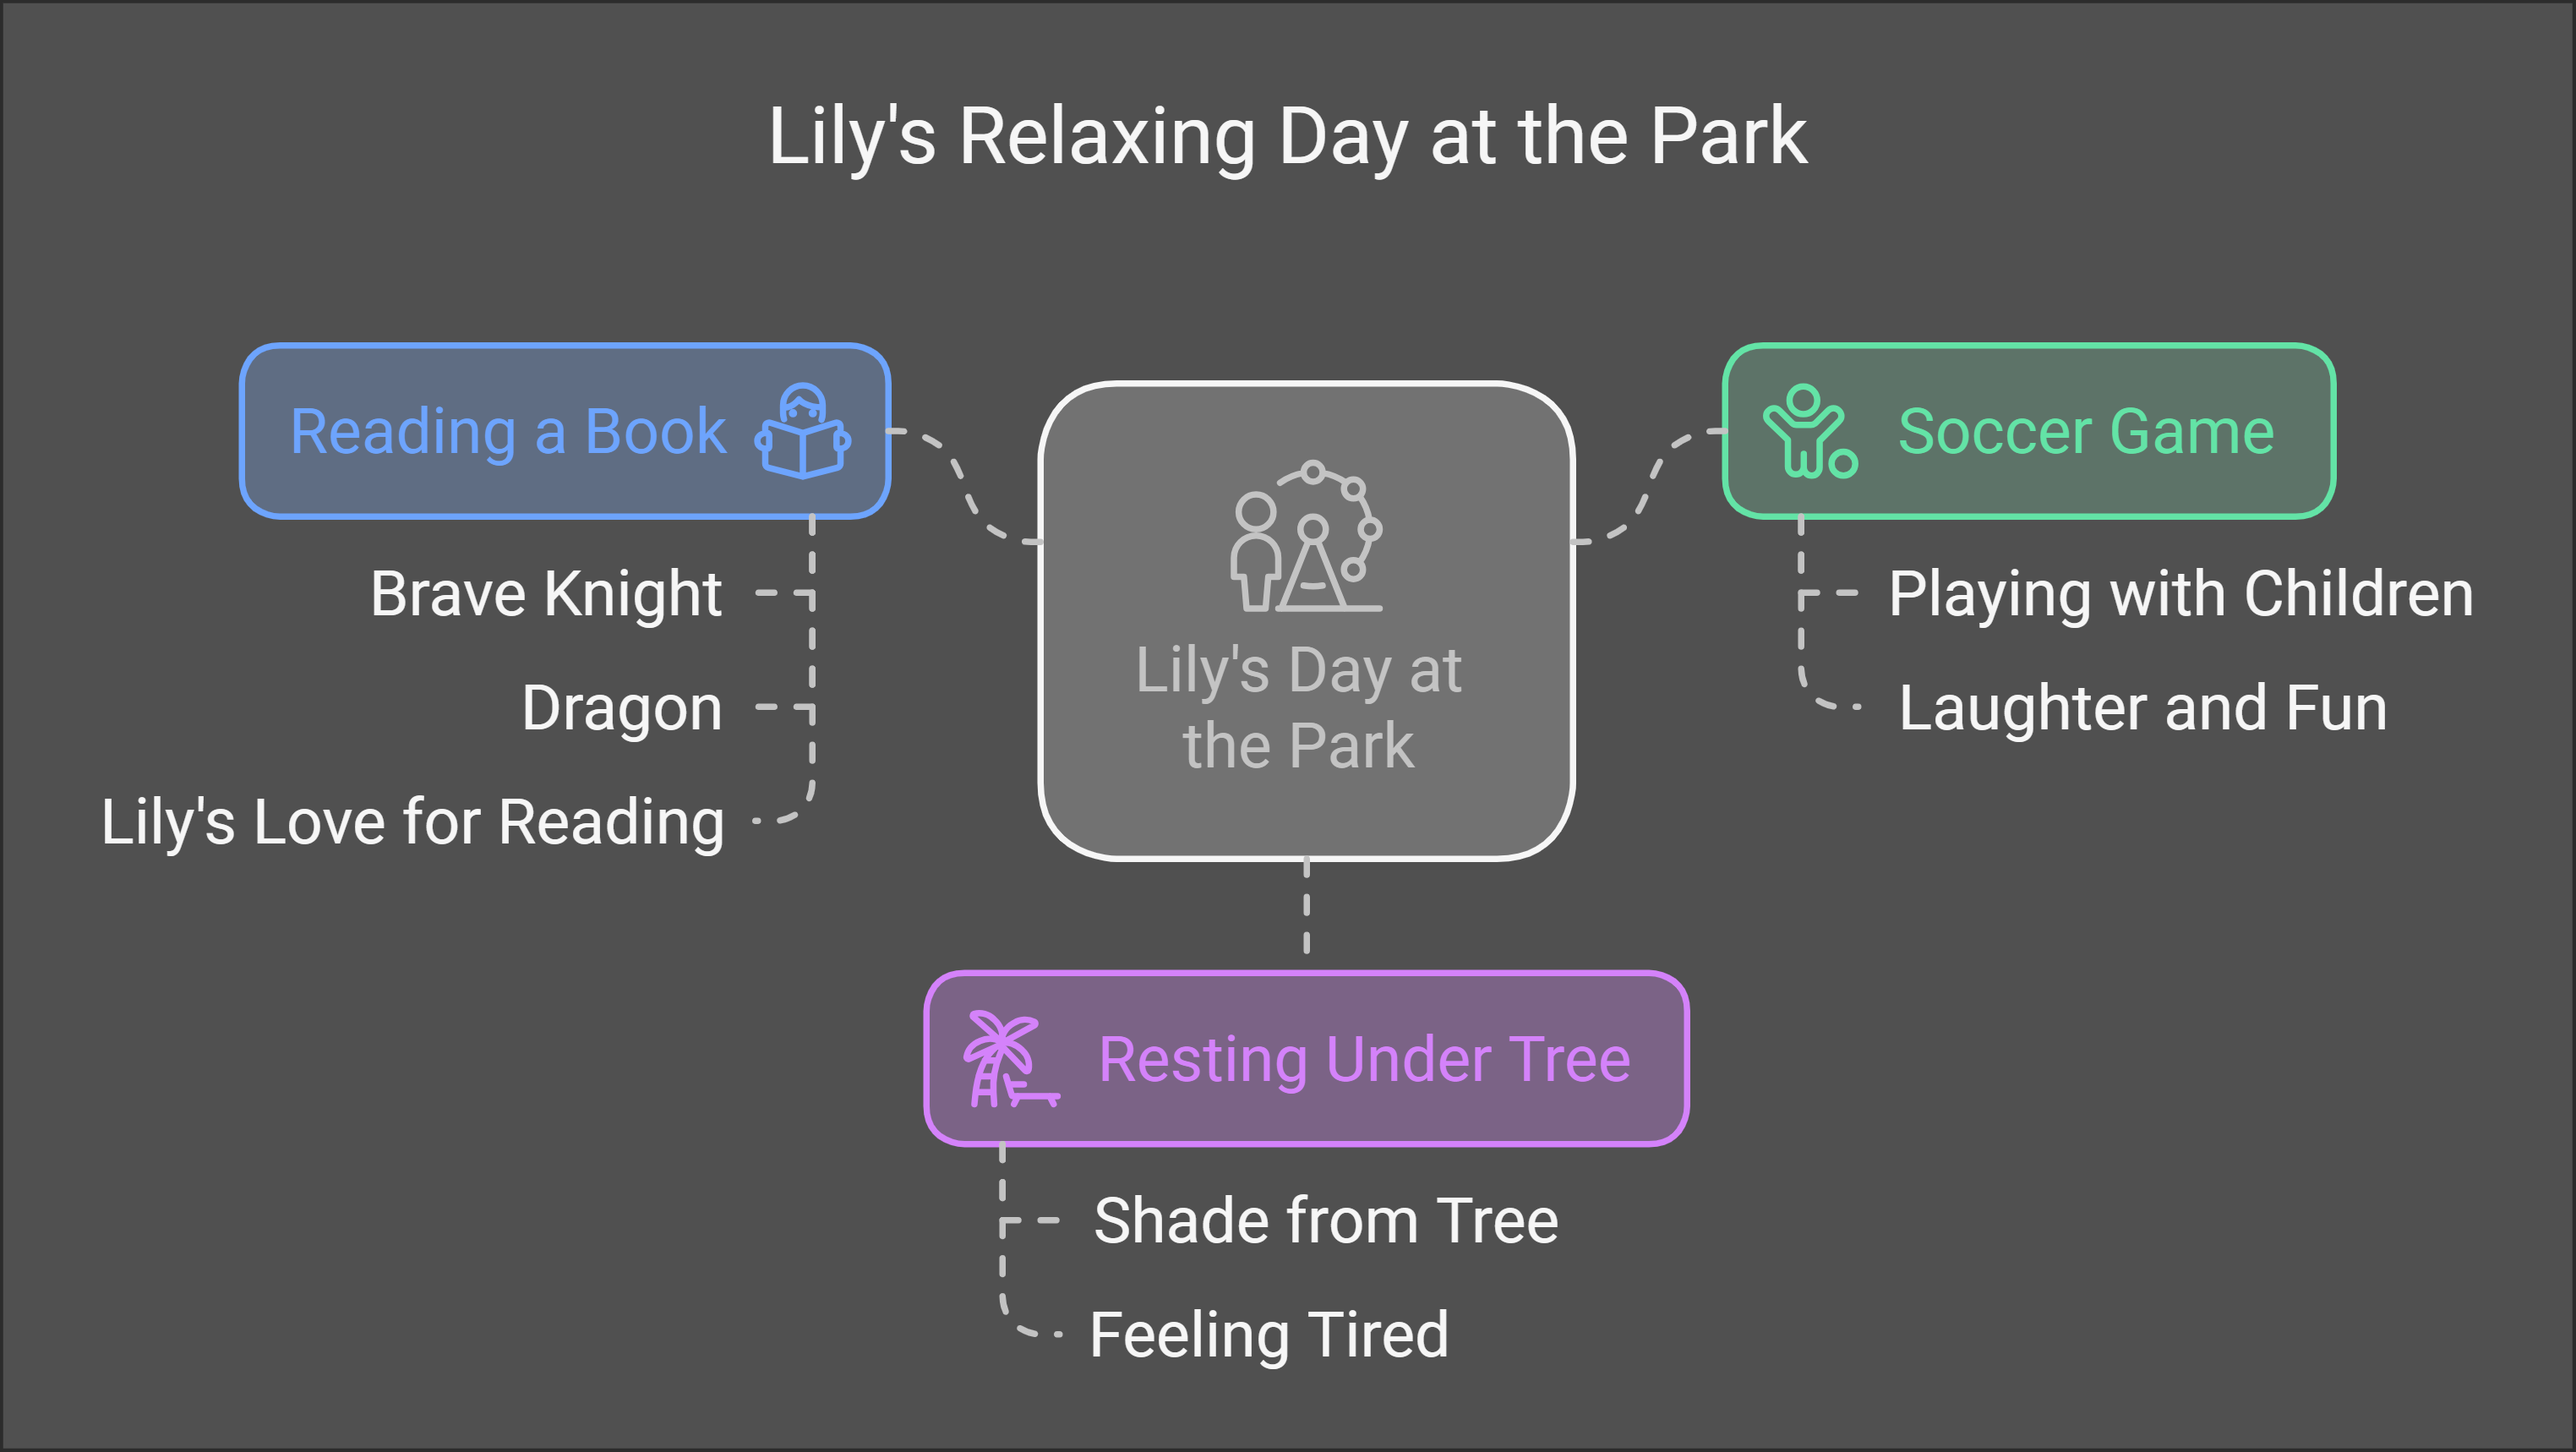 Lily's Relaxing Day at the Park
Reading a Book
Brave Knight
Dragon
Lily's Love for Reading
Lily's Day at
the Park
Soccer Game
Playing with Children
Laughter and Fun
Resting Under Tree
Shade from Tree
Feeling Tired